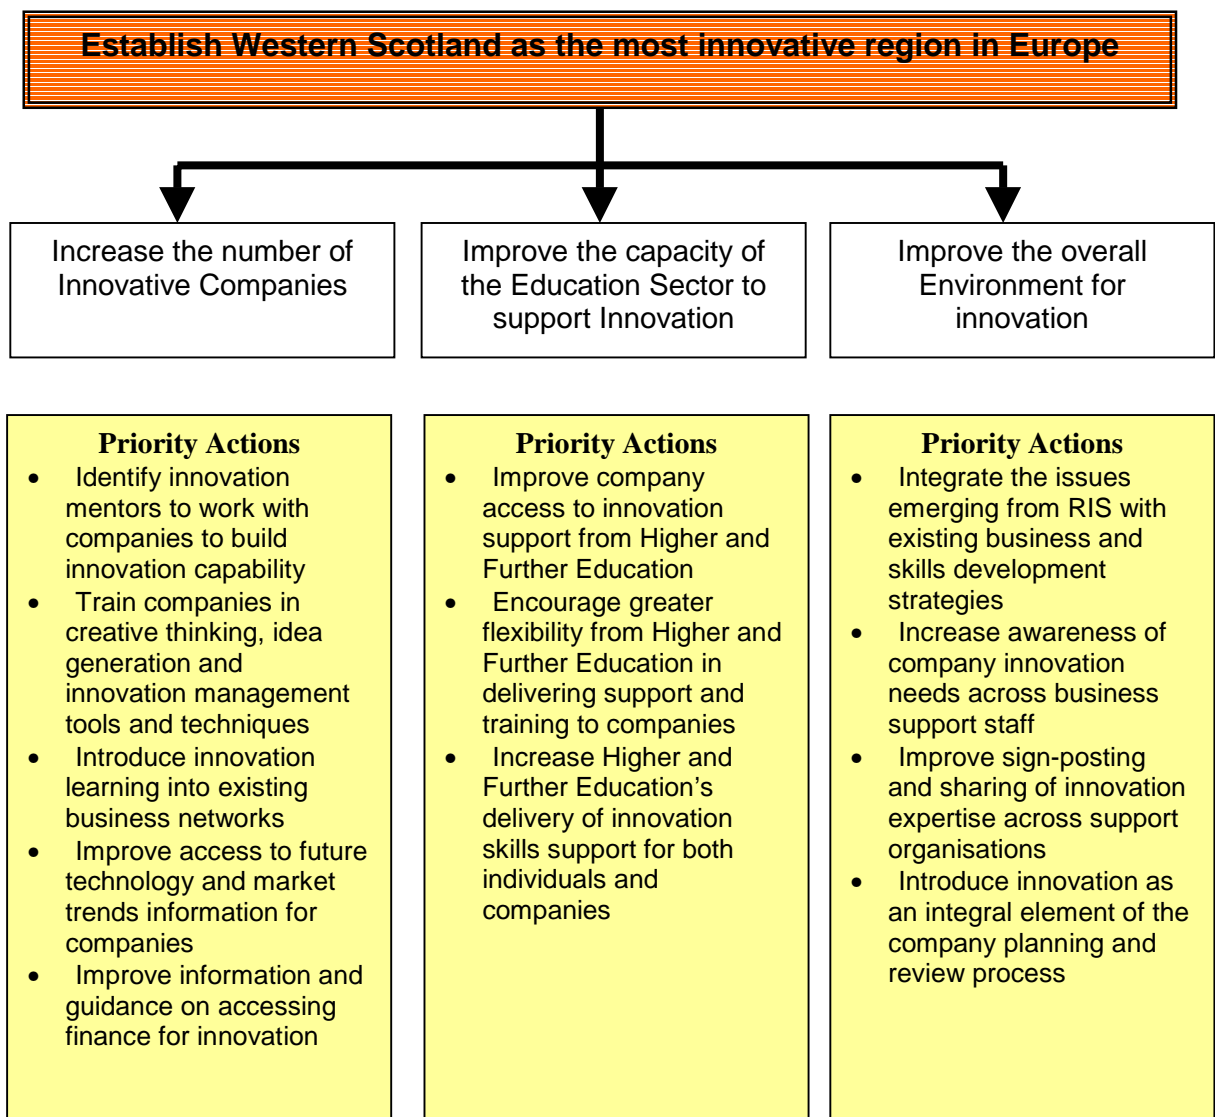 Establish Western Scotland as the most innovative region in Europe
Increase the number of
Innovative Companies
Improve the capacity of
the Education Sector to
support Innovation
Improve the overall
Environment for
innovation
Priority Actions
• Identify innovation
mentors to work with
companies to build
innovation capability
• Train companies in
creative thinking, idea
generation and
innovation management
tools and techniques
• Introduce innovation
learning into existing
business networks
• Improve access to future
technology and market
trends information for
companies
• Improve information and
guidance on accessing
finance for innovation
Priority Actions
• Improve company
access to innovation
support from Higher and
Further Education
• Encourage greater
flexibility from Higher and
Further Education in
delivering support and
training to companies
• Increase Higher and
Further Education’s
delivery of innovation
skills support for both
individuals and
companies
Priority Actions
• Integrate the issues
emerging from RIS with
existing business and
skills development
strategies
• Increase awareness of
company innovation
needs across business
support staff
• Improve sign-posting
and sharing of innovation
expertise across support
organisations
• Introduce innovation as
an integral element of the
company planning and
review process